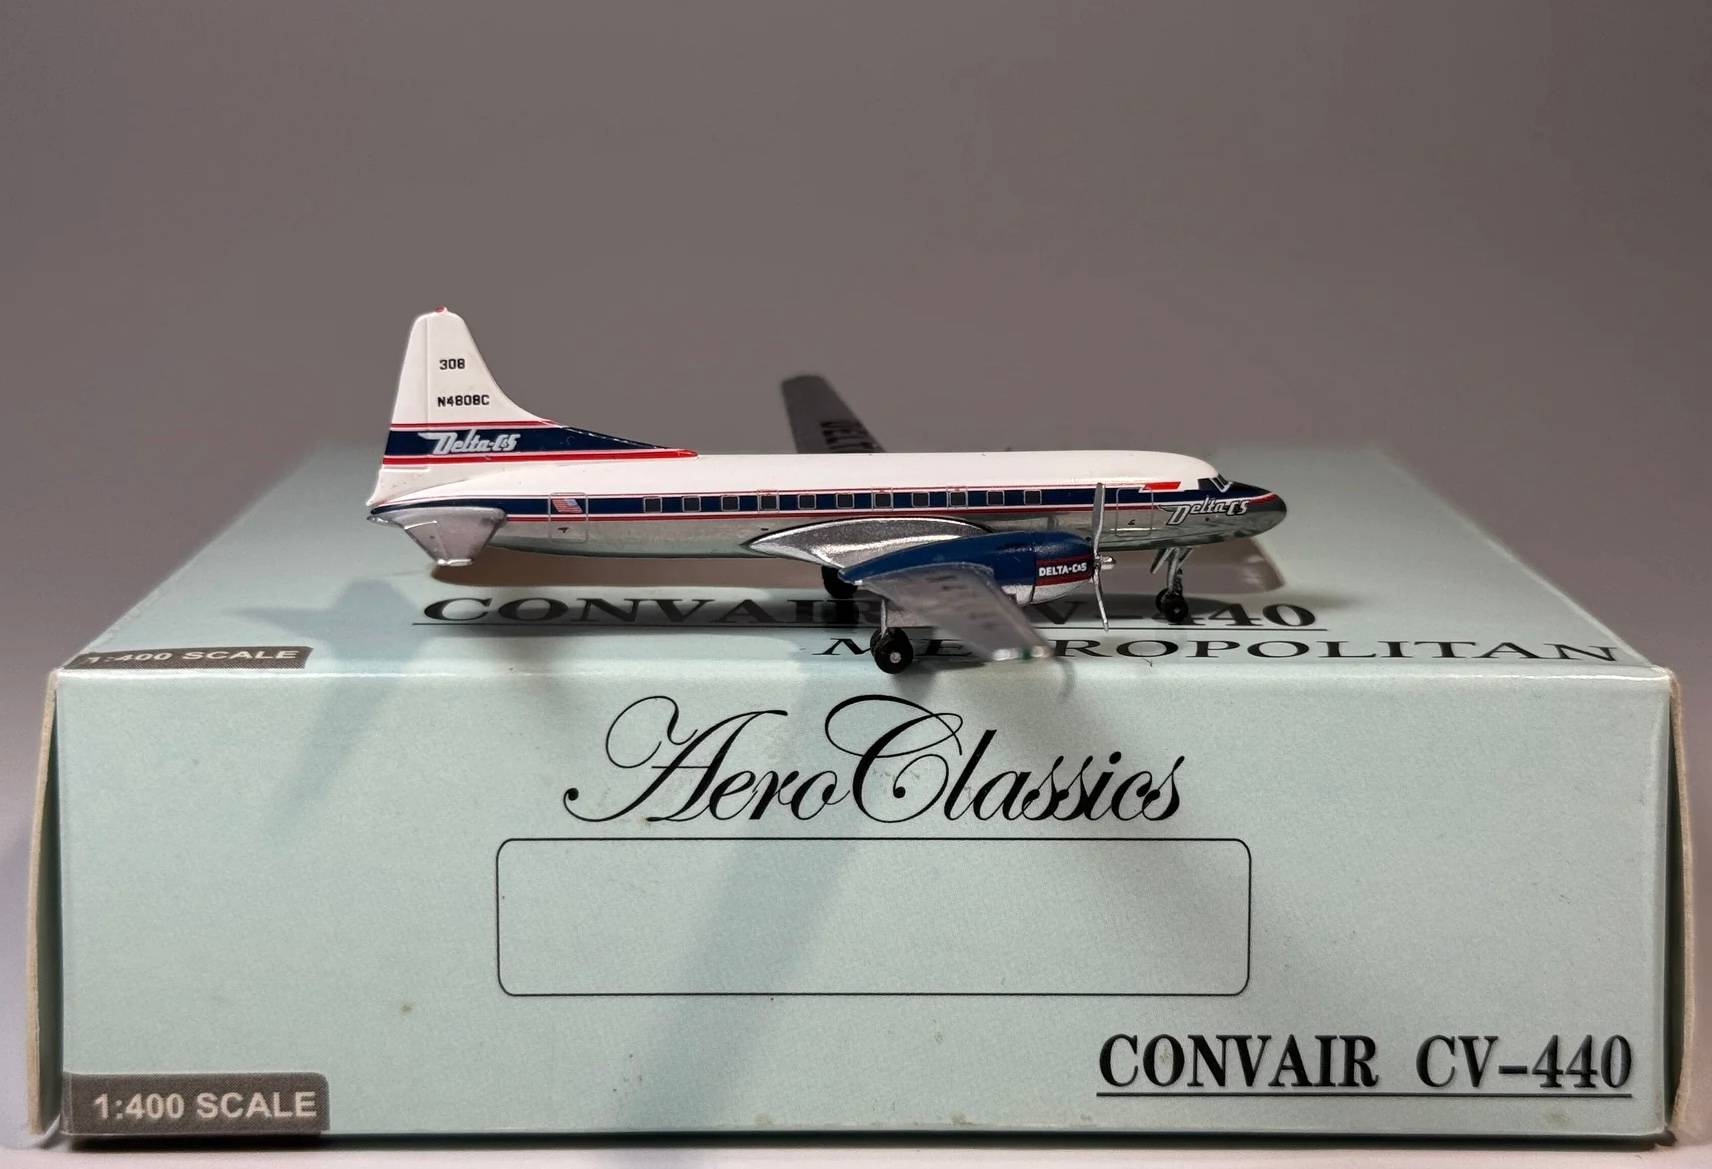 308
N4808C
Delta-C&S
Delta-C&S
DELTA-C&S
CONVAIR CV-440
METROPOLITAN
1:400 SCALE
AeroClassics
CONVAIR CV-440
1:400 SCALE